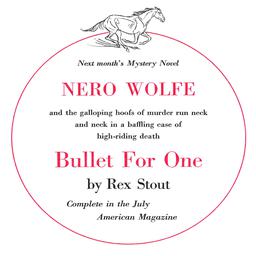 Next month's Mystery Novel
NERO WOLFE
and the galloping hoofs of murder run neck
and neck in a baffling case of
high-riding death
Bullet For One
by Rex Stout
Complete in the July
American Magazine